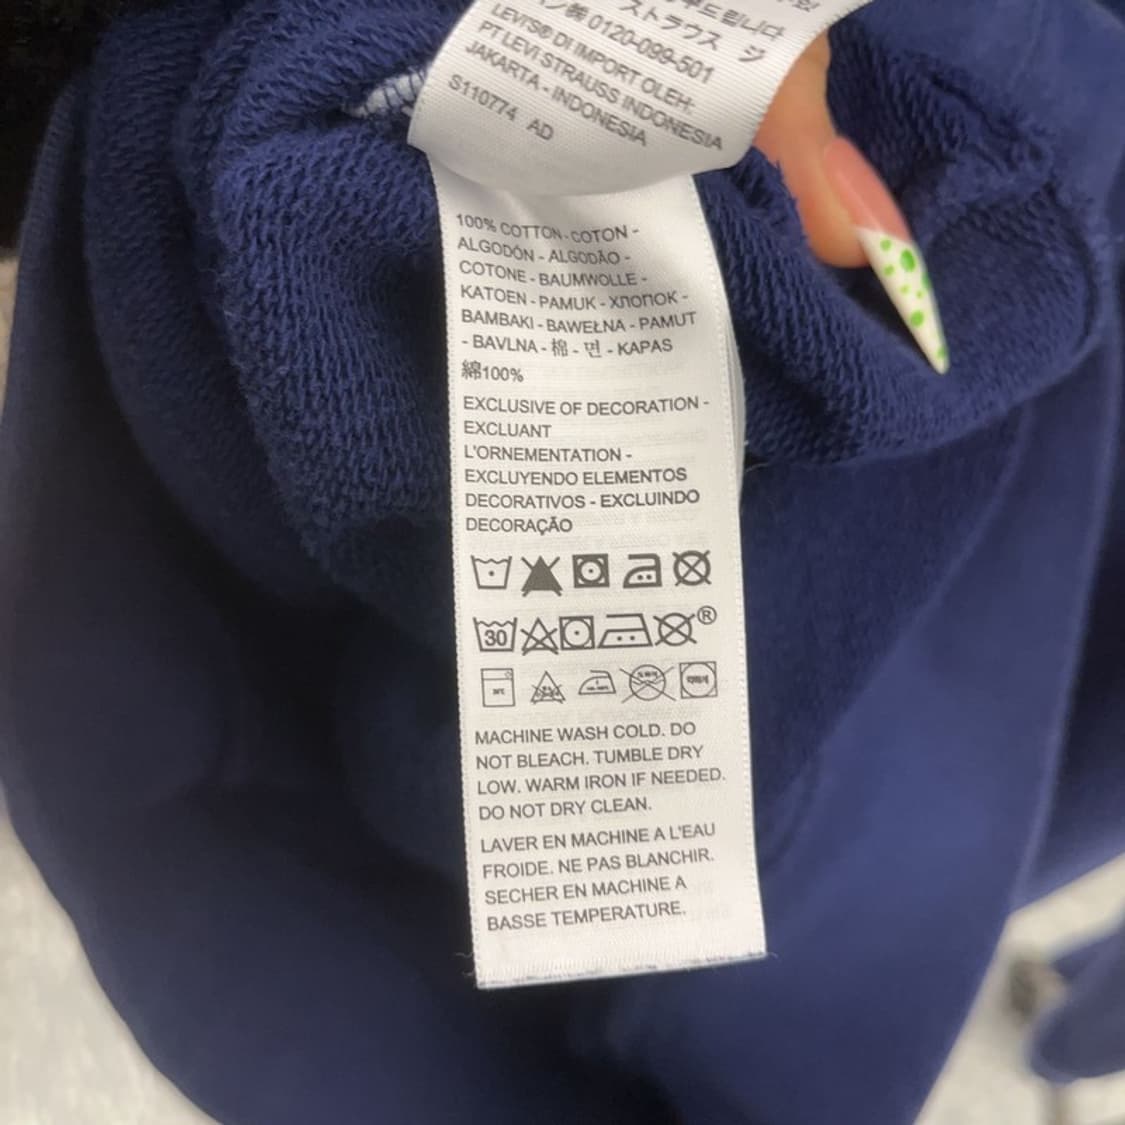 ストラウス ジ
0120-099-501
LEVI'S® DI IMPORT OLEH:
PT LEVI STRAUSS INDONESIA
JAKARTA - INDONESIA
S110774 AD
100% COTTON - COTON -
ALGODÓN - ALGODÃO -
COTONE - BAUMWOLLE -
KATOEN - PAMUK - ХЛОПОК -
BAMBAKI - BAWEŁNA - PAMUT
- BAVLNA - 棉 - 면 - KAPAS
綿100%
EXCLUSIVE OF DECORATION -
EXCLUANT
L'ORNEMENTATION -
EXCLUYENDO ELEMENTOS
DECORATIVOS - EXCLUINDO
DECORAÇÃO
30
®
MACHINE WASH COLD. DO
NOT BLEACH. TUMBLE DRY
LOW. WARM IRON IF NEEDED.
DO NOT DRY CLEAN.
LAVER EN MACHINE A L'EAU
FROIDE. NE PAS BLANCHIR.
SECHER EN MACHINE A
BASSE TEMPERATURE.